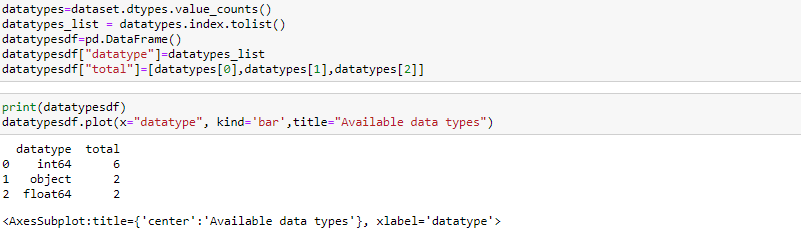 datatypes=dataset.dtypes.value_counts()
datatypes_list = datatypes.index.tolist()
datatypesdf=pd.DataFrame()
datatypesdf["datatype"]=datatypes_list
datatypesdf["total"]=[datatypes[0],datatypes[1],datatypes[2]]
print(datatypesdf)
datatypesdf.plot(x="datatype", kind='bar',title="Available data types")
  datatype  total
0    int64      6
1   object      2
2  float64      2
<AxesSubplot:title={'center':'Available data types'}, xlabel='datatype'>